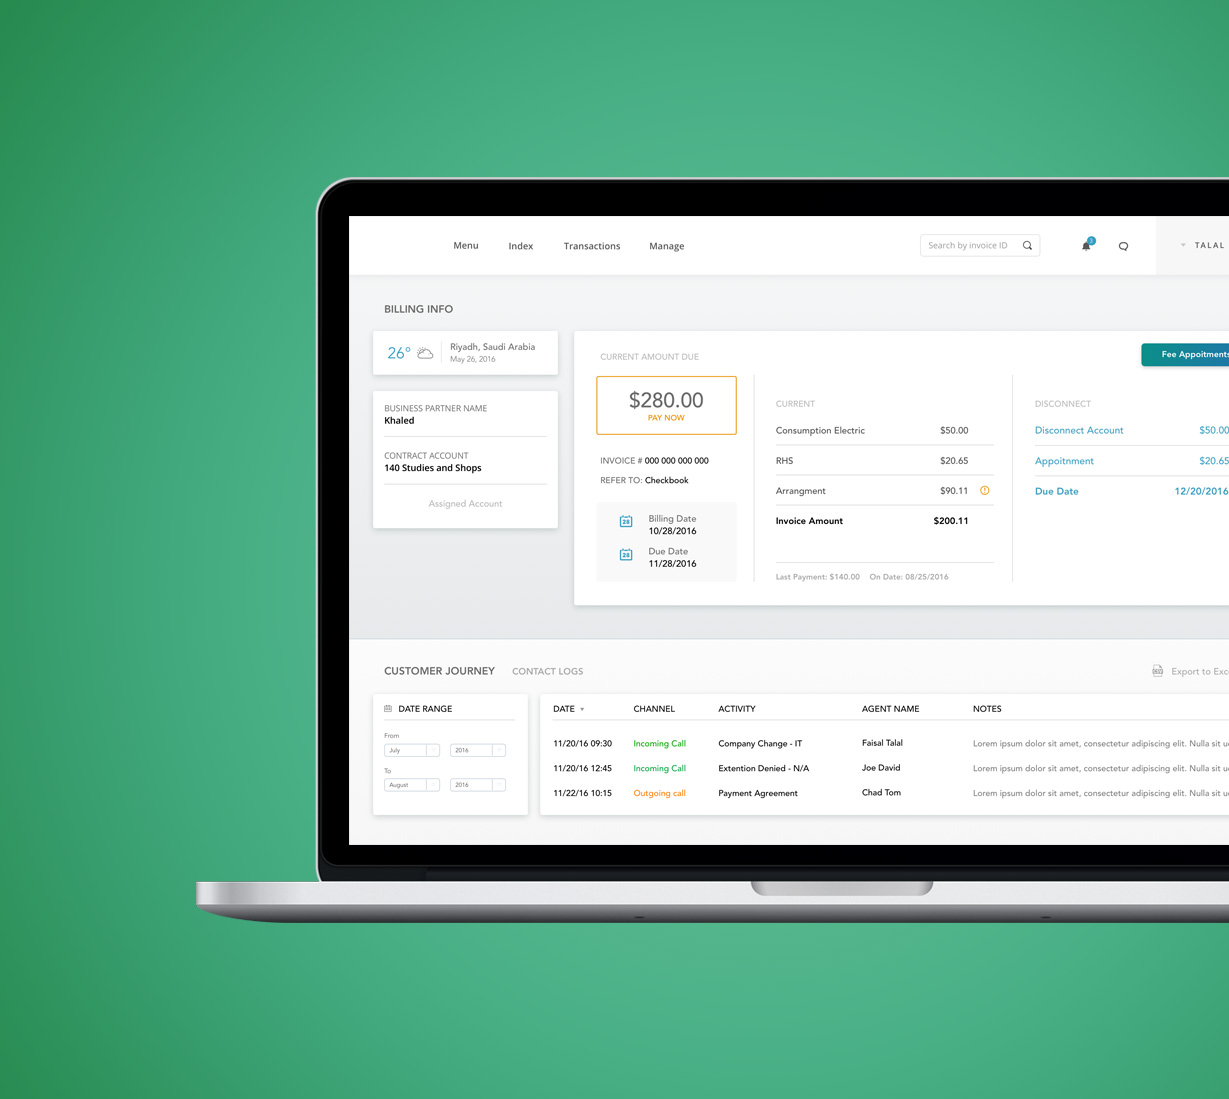 Menu Index Transactions Manage Search by invoice ID TALAL
BILLING INFO
26° Riyadh, Saudi Arabia
May 26, 2016
BUSINESS PARTNER NAME
Khaled
CONTRACT ACCOUNT
140 Studies and Shops
Assigned Account
CURRENT AMOUNT DUE
$280.00
PAY NOW
INVOICE # 000 000 000 000
REFER TO: Checkbook
28 Billing Date
10/28/2016
28 Due Date
11/28/2016
CURRENT
Consumption Electric $50.00
RHS $20.65
Arrangment $90.11
Invoice Amount $200.11
Last Payment: $140.00 On Date: 08/25/2016
Fee Appoitments
DISCONNECT
Disconnect Account $50.00
Appoitnment $20.65
Due Date 12/20/2016
CUSTOMER JOURNEY CONTACT LOGS Export to Exc
DATE RANGE
From
July 2016
To
August 2016
DATE CHANNEL ACTIVITY AGENT NAME NOTES
11/20/16 09:30 Incoming Call Company Change - IT Faisal Talal Lorem ipsum dolor sit amet, consectetur adipiscing elit. Nulla sit u
11/20/16 12:45 Incoming Call Extention Denied - N/A Joe David Lorem ipsum dolor sit amet, consectetur adipiscing elit. Nulla sit u
11/22/16 10:15 Outgoing call Payment Agreement Chad Tom Lorem ipsum dolor sit amet, consectetur adipiscing elit. Nulla sit u